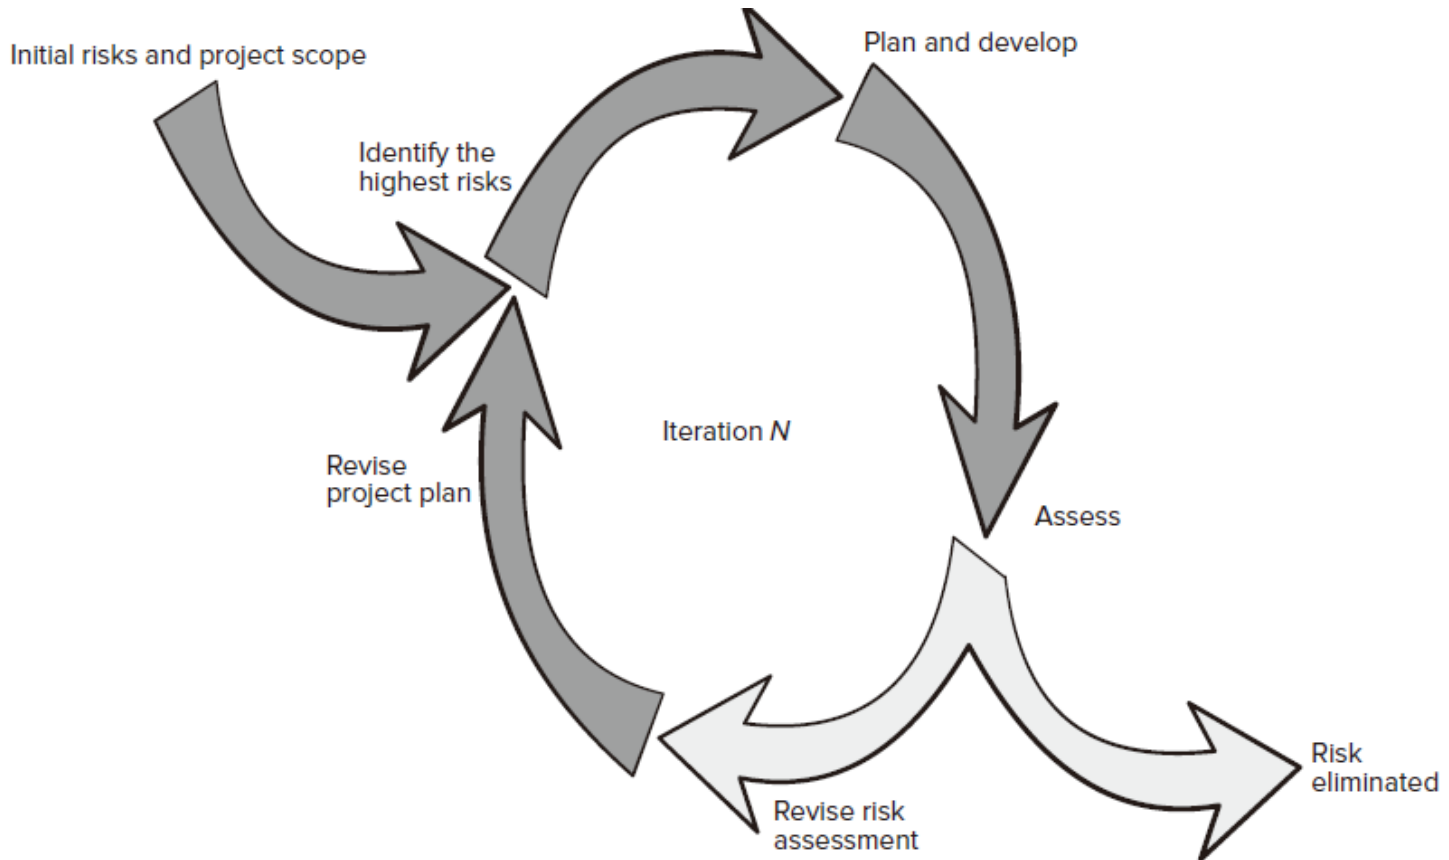 Initial risks and project scope
Plan and develop
Identify the
highest risks
Iteration N
Revise
project plan
Assess
Risk
eliminated
Revise risk
assessment